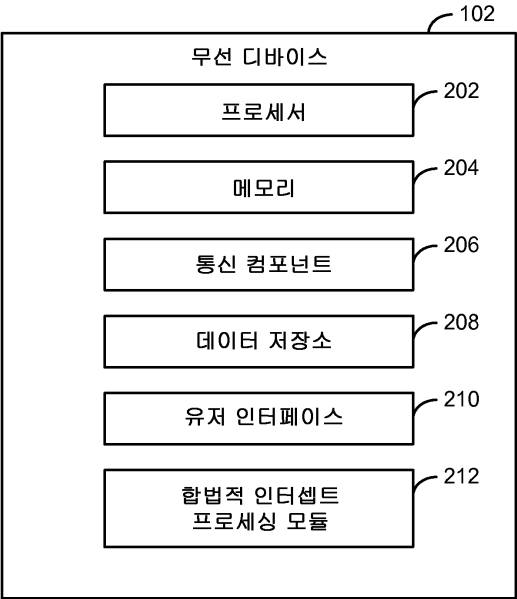 102
무선 디바이스
202
프로세서
204
메모리
206
통신 컴포넌트
208
데이터 저장소
210
유저 인터페이스
212
합법적 인터셉트
프로세싱 모듈